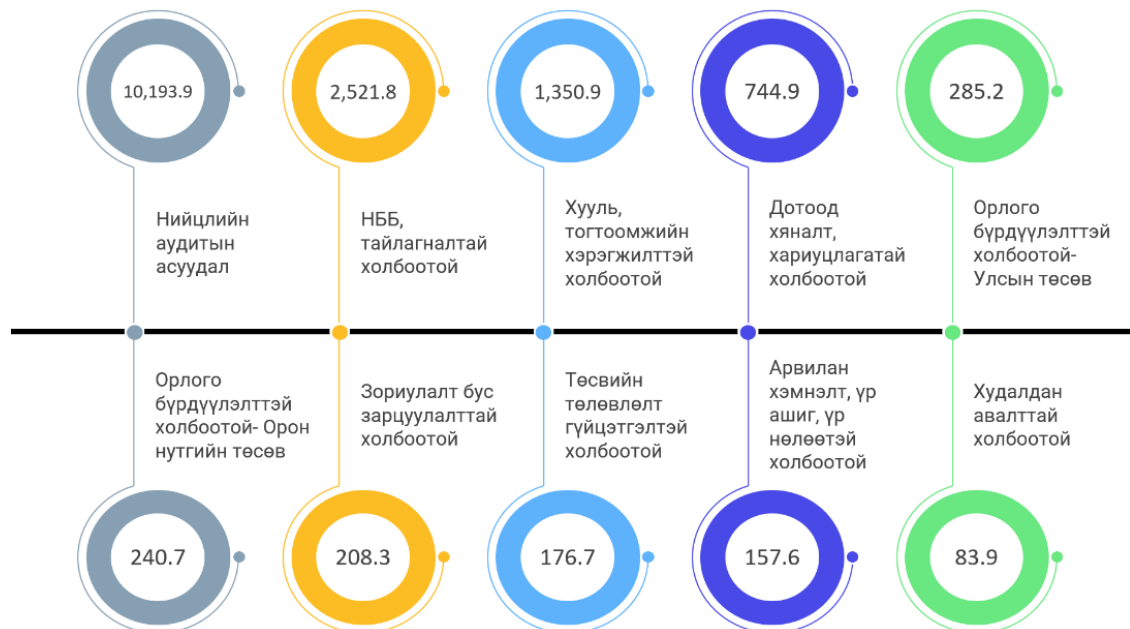 10,193.9
2,521.8
1,350.9
744.9
285.2
Нийцлийн
аудитын
асуудал
НББ,
тайлагналтай
холбоотой
Хууль,
тогтоомжийн
хэрэгжилттэй
холбоотой
Дотоод
хяналт,
хариуцлагатай
холбоотой
Орлого
бүрдүүлэлттэй
холбоотой-
Улсын төсөв
Орлого
бүрдүүлэлттэй
холбоотой- Орон
нутгийн төсөв
Зориулалт бус
зарцуулалттай
холбоотой
Төсвийн
төлөвлөлт
гүйцэтгэлтэй
холбоотой
Арвилан
хэмнэлт, үр
ашиг, үр
нөлөөтэй
холбоотой
Худалдан
авалттай
холбоотой
240.7
208.3
176.7
157.6
83.9